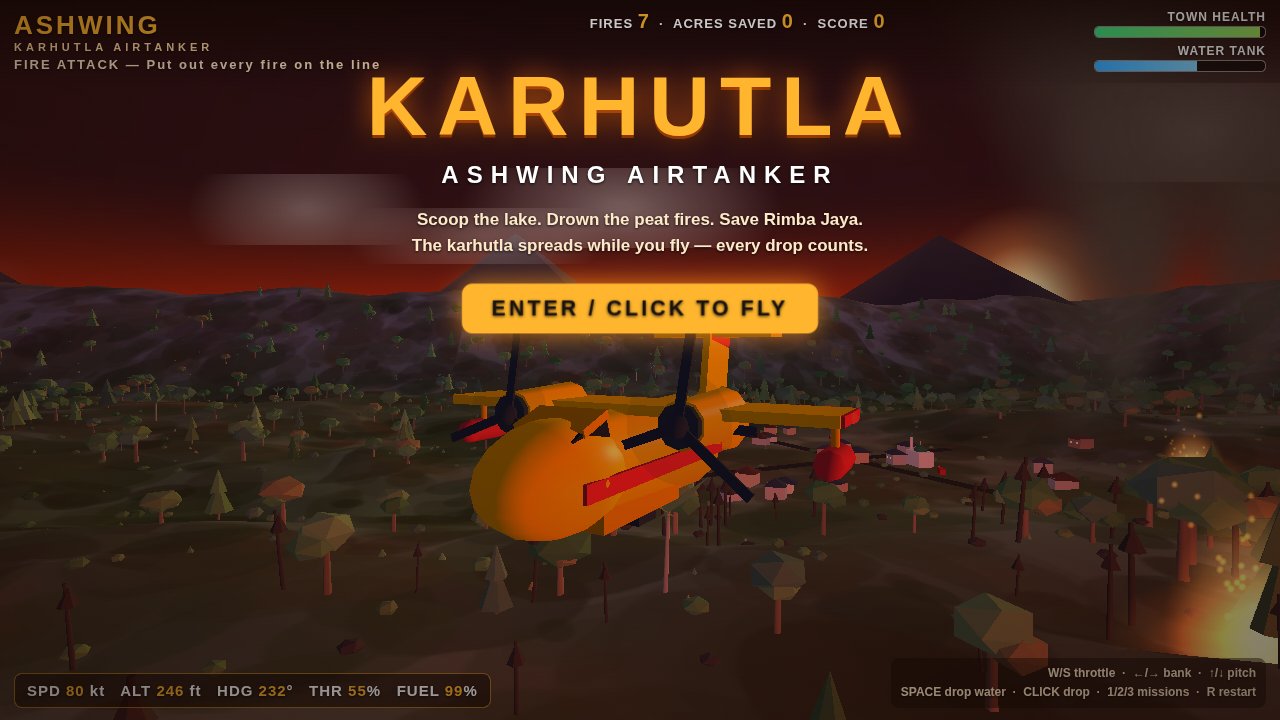 ASHWING
KARHUTLA AIRTANKER
FIRE ATTACK — Put out every fire on the line
FIRES 7 · ACRES SAVED 0 · SCORE 0
TOWN HEALTH
WATER TANK
KARHUTLA
ASHWING AIRTANKER
Scoop the lake. Drown the peat fires. Save Rimba Jaya.
The karhutla spreads while you fly — every drop counts.
ENTER / CLICK TO FLY
SPD 80 kt ALT 246 ft HDG 232° THR 55% FUEL 99%
W/S throttle · ←/→ bank · ↑/↓ pitch
SPACE drop water · CLICK drop · 1/2/3 missions · R restart